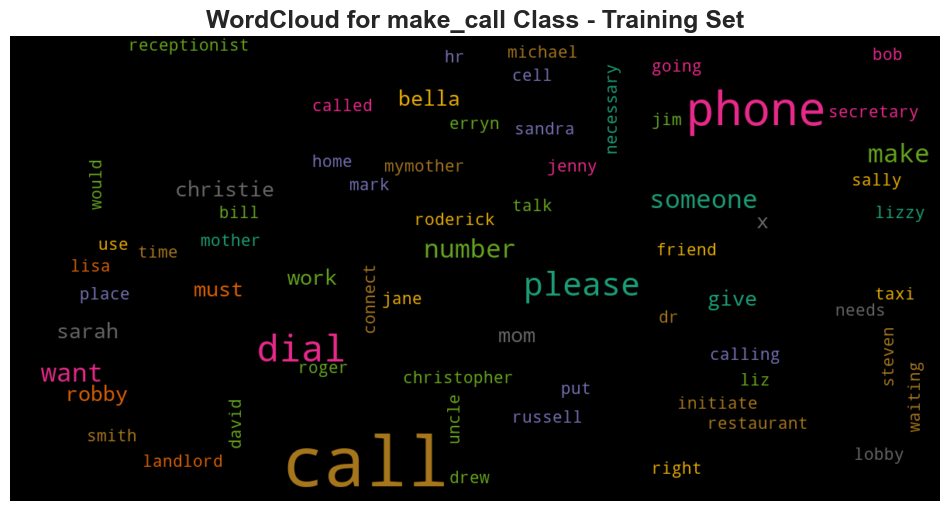 WordCloud for make_call Class - Training Set
receptionist
hr
michael
bob
cell
going
called
bella
necessary
phone
secretary
erryn
sandra
jim
home
mymother
jenny
make
would
christie
mark
sally
bill
roderick
talk
someone
x
lizzy
use
time
mother
number
friend
lisa
place
must
work
connect
jane
please
give
taxi
needs
sarah
dial
mom
dr
calling
steven
want
robby
roger
christopher
put
liz
waiting
smith
david
uncle
russell
initiate
restaurant
landlord
call
drew
right
lobby